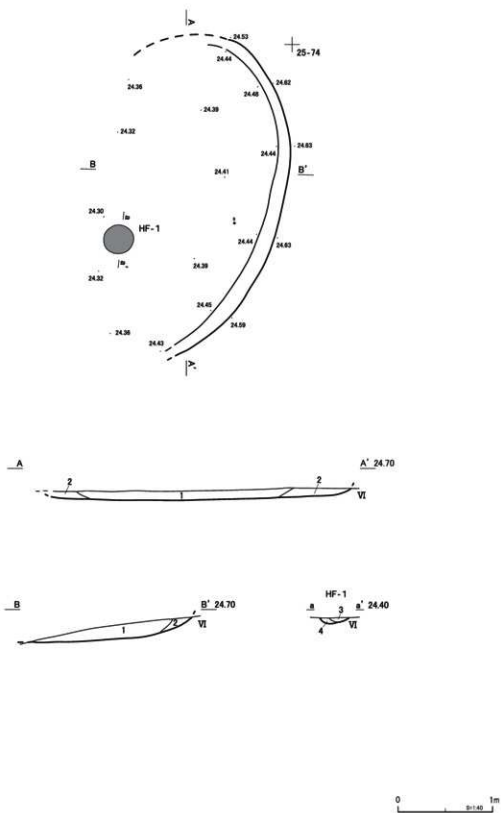 A
24.53
25-74
24.44
24.36
24.48
24.62
24.39
24.32
24.44
24.63
B
24.41
B'
24.30
a
HF-1
24.44
24.63
a'
24.39
24.32
24.45
24.59
24.36
24.43
A'
A
A' 24.70
2
1
2
VI
B
B' 24.70
1
2
VI
HF-1
a
a' 24.40
3
4
VI
0
1m
S=1:40